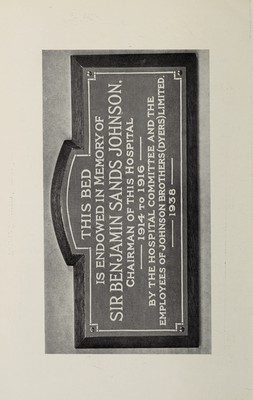 THIS BED
IS ENDOWED IN MEMORY OF
SIR BENJAMIN SANDS JOHNSON.
CHAIRMAN OF THIS HOSPITAL
1914 TO 1916
BY THE HOSPITAL COMMITTEE AND THE
EMPLOYEES OF JOHNSON BROTHERS (DYERS) LIMITED.
1938